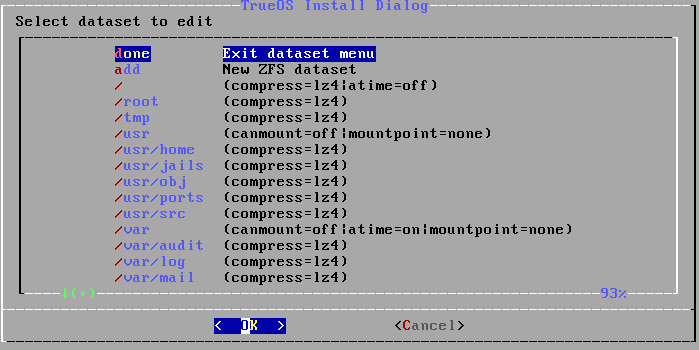 TrueOS Install Dialog
Select dataset to edit
done Exit dataset menu
add New ZFS dataset
/ (compress=lz4|atime=off)
/root (compress=lz4)
/tmp (compress=lz4)
/usr (canmount=off|mountpoint=none)
/usr/home (compress=lz4)
/usr/jails (compress=lz4)
/usr/obj (compress=lz4)
/usr/ports (compress=lz4)
/usr/src (compress=lz4)
/var (canmount=off|atime=on|mountpoint=none)
/var/audit (compress=lz4)
/var/log (compress=lz4)
/var/mail (compress=lz4)
↓(+) 93%
< OK > <Cancel>